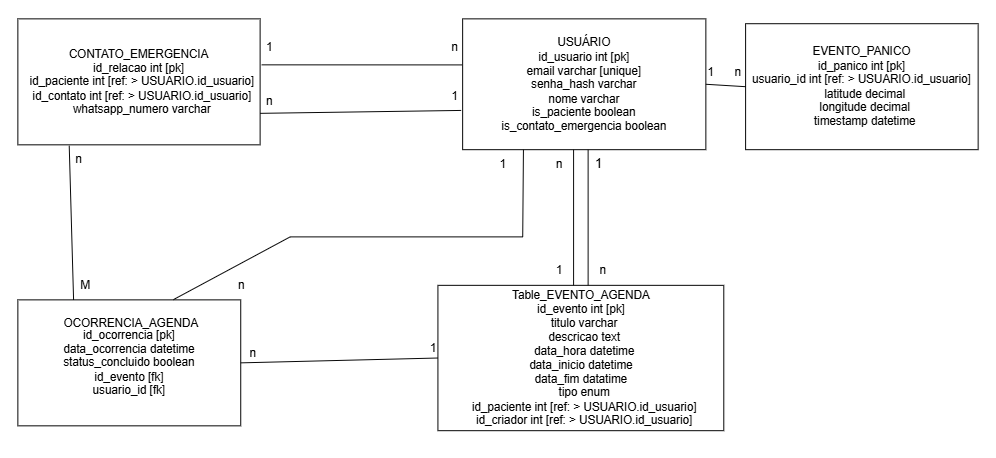 CONTATO_EMERGENCIA
id_relacao int [pk]
id_paciente int [ref: > USUARIO.id_usuario]
id_contato int [ref: > USUARIO.id_usuario]
whatsapp_numero varchar
1
n
n
1
USUÁRIO
id_usuario int [pk]
email varchar [unique]
senha_hash varchar
nome varchar
is_paciente boolean
is_contato_emergencia boolean
1
n
EVENTO_PANICO
id_panico int [pk]
usuario_id int [ref: > USUARIO.id_usuario]
latitude decimal
longitude decimal
timestamp datetime
n
M
1
n
n
1
1
n
OCORRENCIA_AGENDA
id_ocorrencia [pk]
data_ocorrencia datetime
status_concluido boolean
id_evento [fk]
usuario_id [fk]
n
1
Table_EVENTO_AGENDA
id_evento int [pk]
titulo varchar
descricao text
data_hora datetime
data_inicio datetime
data_fim datatime
tipo enum
id_paciente int [ref: > USUARIO.id_usuario]
id_criador int [ref: > USUARIO.id_usuario]